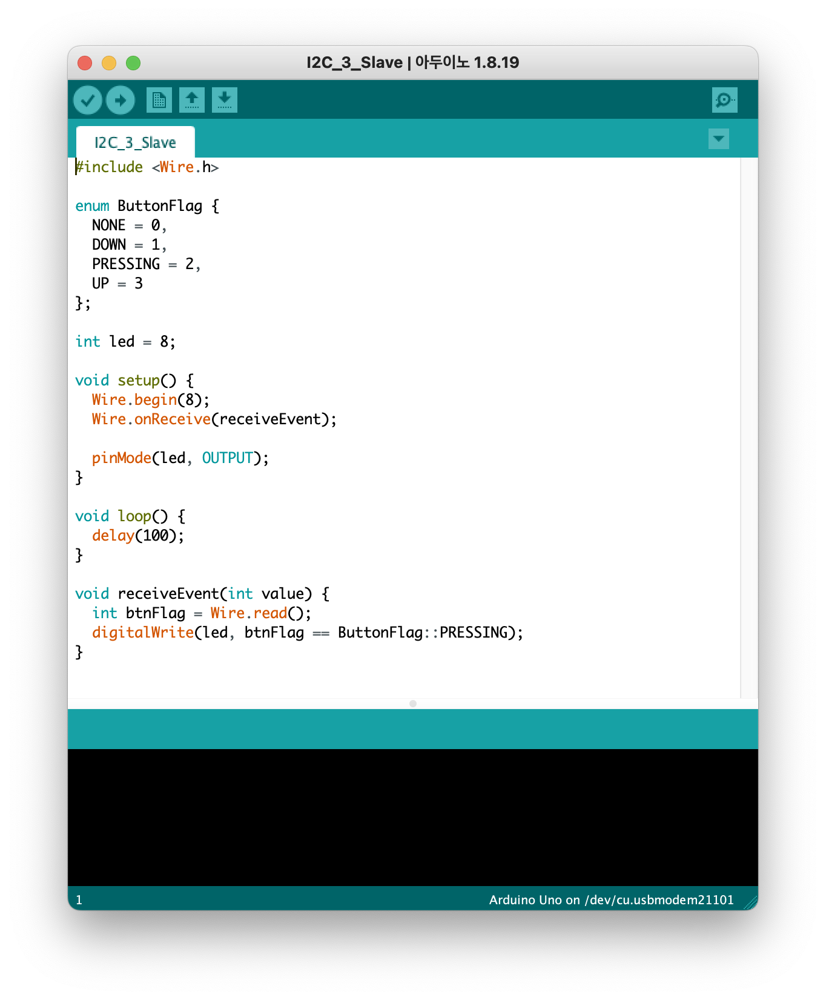 I2C_3_Slave | 아두이노 1.8.19
I2C_3_Slave
#include <Wire.h>

enum ButtonFlag {
  NONE = 0,
  DOWN = 1,
  PRESSING = 2,
  UP = 3
};

int led = 8;

void setup() {
  Wire.begin(8);
  Wire.onReceive(receiveEvent);

  pinMode(led, OUTPUT);
}

void loop() {
  delay(100);
}

void receiveEvent(int value) {
  int btnFlag = Wire.read();
  digitalWrite(led, btnFlag == ButtonFlag::PRESSING);
}
1
Arduino Uno on /dev/cu.usbmodem21101